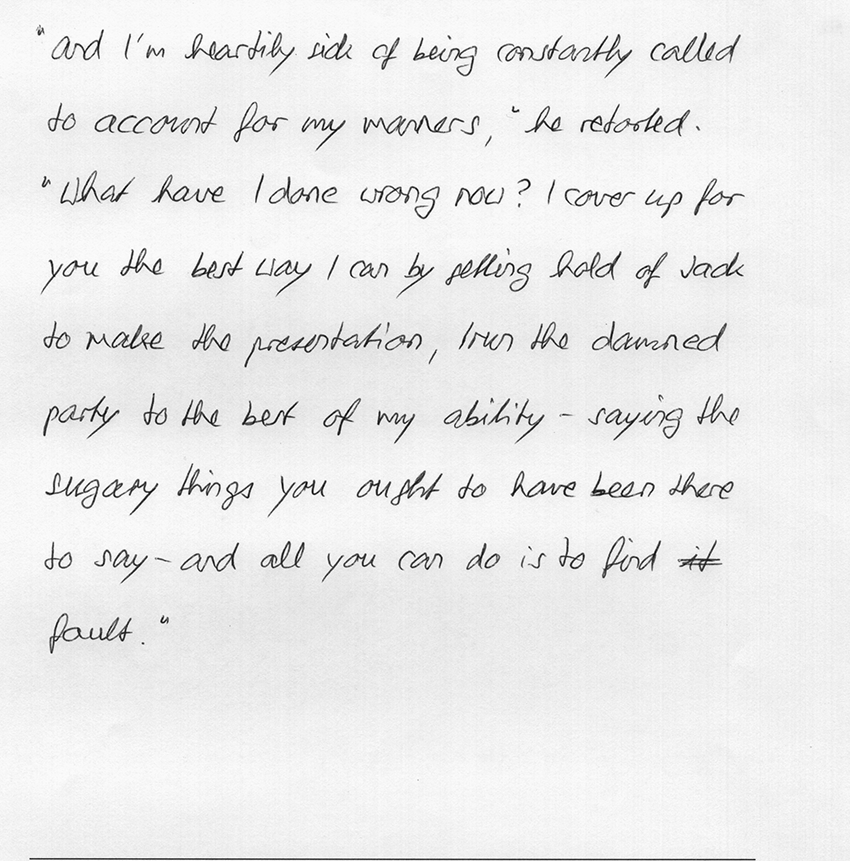 "And I'm heartily sick of being constantly called
to account for my manners," he retorted.
"What have I done wrong now? I cover up for
you the best way I can by getting hold of Jack
to make the presentation, I run the damned
party to the best of my ability - saying the
sugary things you ought to have been there
to say - and all you can do is to find it
fault."